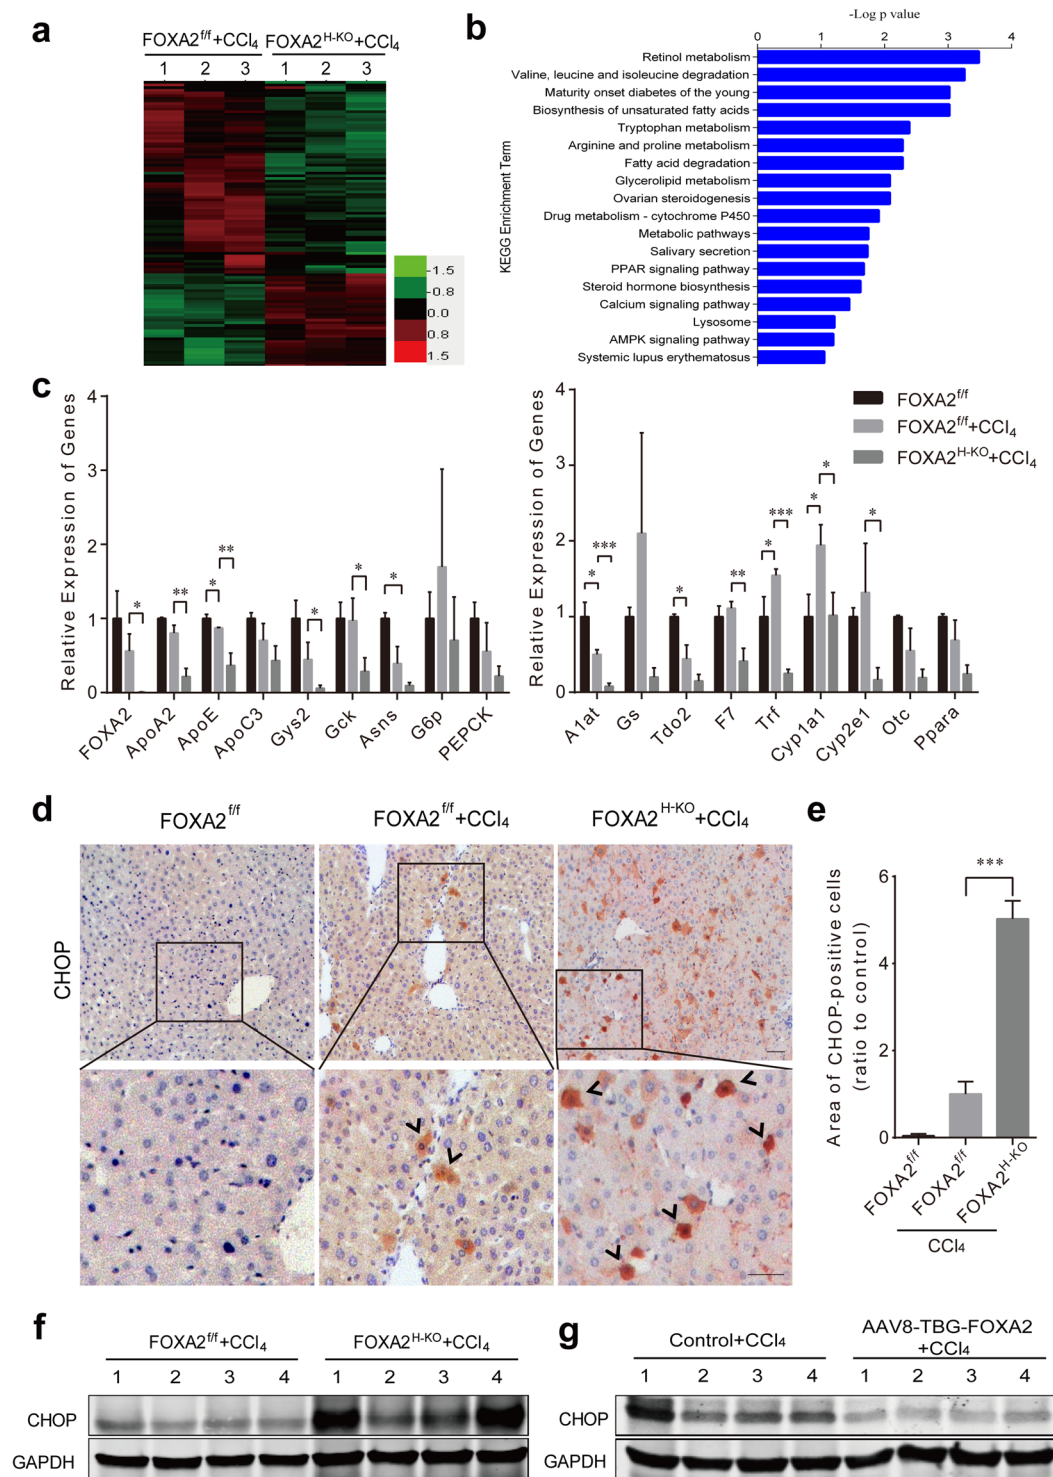 a
FOXA2f/f+CCl4 FOXA2H-KO+CCl4
1 2 3 1 2 3
-1.5
-0.8
0.0
0.8
1.5
b
-Log p value
0 1 2 3 4
KEGG Enrichment Term
Retinol metabolism
Valine, leucine and isoleucine degradation
Maturity onset diabetes of the young
Biosynthesis of unsaturated fatty acids
Tryptophan metabolism
Arginine and proline metabolism
Fatty acid degradation
Glycerolipid metabolism
Ovarian steroidogenesis
Drug metabolism - cytochrome P450
Metabolic pathways
Salivary secretion
PPAR signaling pathway
Steroid hormone biosynthesis
Calcium signaling pathway
Lysosome
AMPK signaling pathway
Systemic lupus erythematosus
c
Relative Expression of Genes
4
3
2
1
0
* ** * ** * * *
FOXA2 ApoA2 ApoE ApoC3 Gys2 Gck Asns G6p PEPCK
Relative Expression of Genes
4
3
2
1
0
* *** * ** * *** * * *
A1at Gs Tdo2 F7 Trf Cyp1a1 Cyp2e1 Otc Ppara
FOXA2f/f
FOXA2f/f+CCl4
FOXA2H-KO+CCl4
d
FOXA2f/f FOXA2f/f+CCl4 FOXA2H-KO+CCl4
CHOP
e
Area of CHOP-positive cells
(ratio to control)
6
4
2
0
***
FOXA2f/f FOXA2f/f FOXA2H-KO
CCl4
f
FOXA2f/f+CCl4 FOXA2H-KO+CCl4
1 2 3 4 1 2 3 4
CHOP
GAPDH
g
Control+CCl4 AAV8-TBG-FOXA2
+CCl4
1 2 3 4 1 2 3 4
CHOP
GAPDH